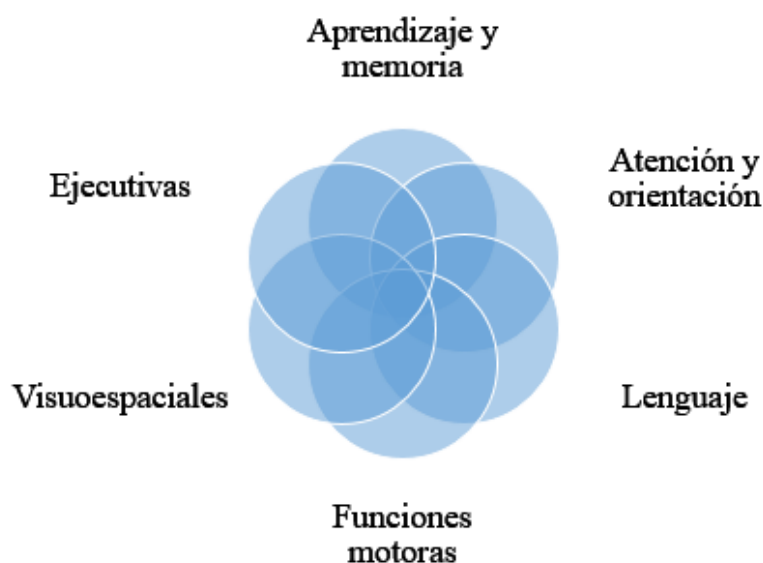 Aprendizaje y
memoria
Atención y
orientación
Ejecutivas
Visuoespaciales
Lenguaje
Funciones
motoras